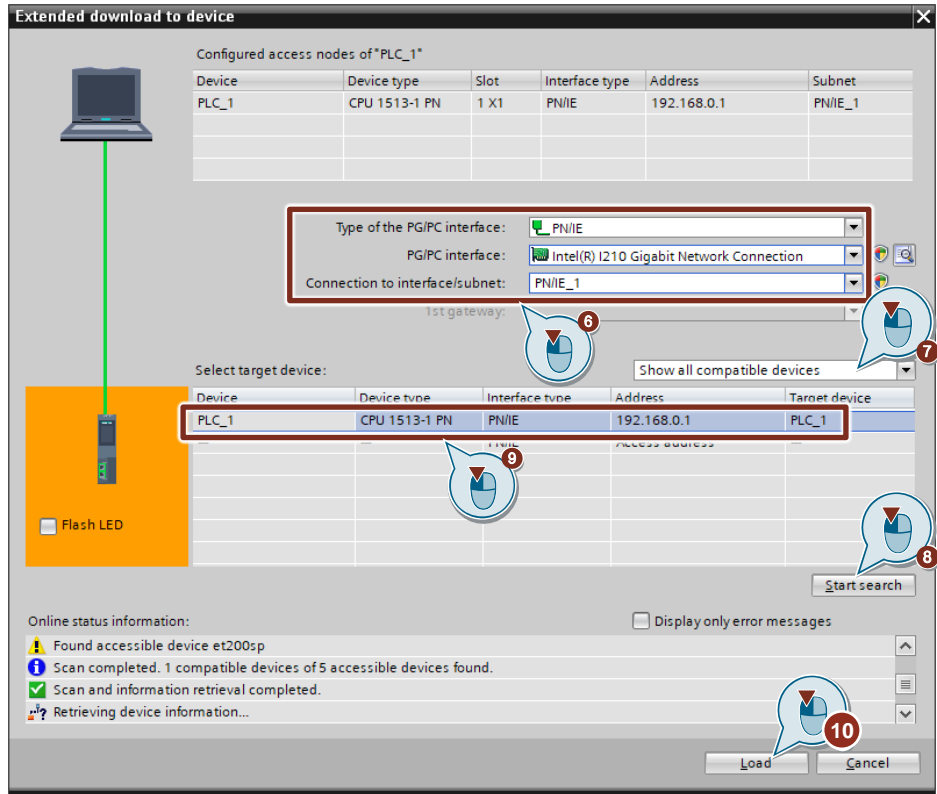 Extended download to device
Configured access nodes of "PLC_1"
Device Device type Slot Interface type Address Subnet
PLC_1 CPU 1513-1 PN 1 X1 PN/IE 192.168.0.1 PN/IE_1
Type of the PG/PC interface: PN/IE
PG/PC interface: Intel(R) I210 Gigabit Network Connection
Connection to interface/subnet: PN/IE_1
1st gateway:
6
7
Select target device: Show all compatible devices
Device Device type Interface type Address Target device
PLC_1 CPU 1513-1 PN PN/IE 192.168.0.1 PLC_1
— — PN/IE Access address —
9
Flash LED
8
Start search
Online status information: Display only error messages
Found accessible device et200sp
Scan completed. 1 compatible devices of 5 accessible devices found.
Scan and information retrieval completed.
Retrieving device information...
10
Load Cancel